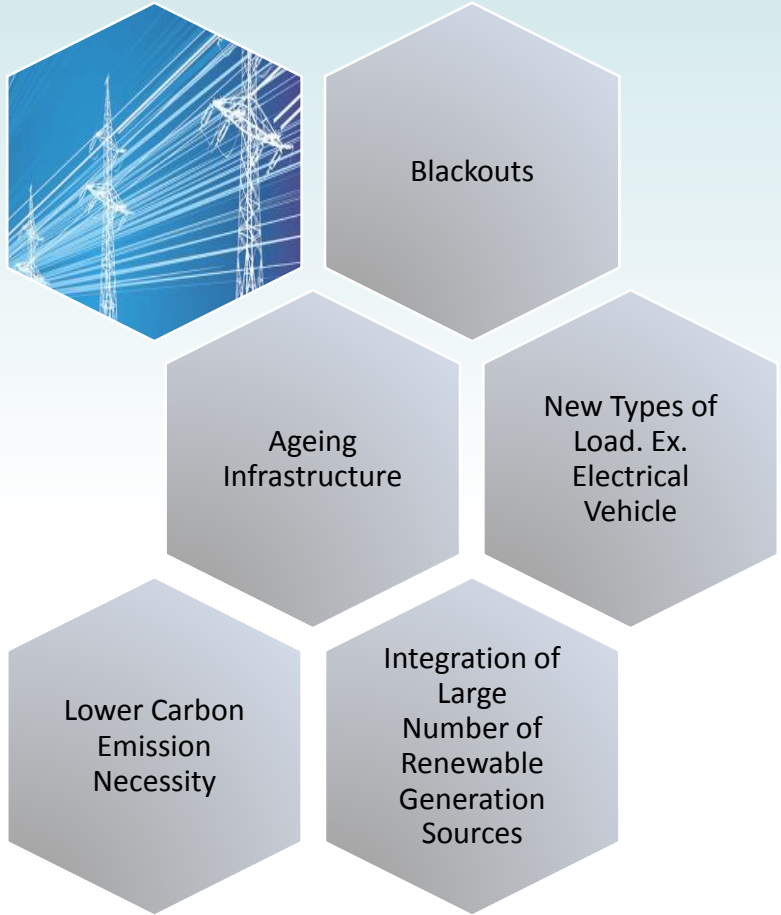 Blackouts
Ageing
Infrastructure
New Types of
Load. Ex.
Electrical
Vehicle
Lower Carbon
Emission
Necessity
Integration of
Large
Number of
Renewable
Generation
Sources